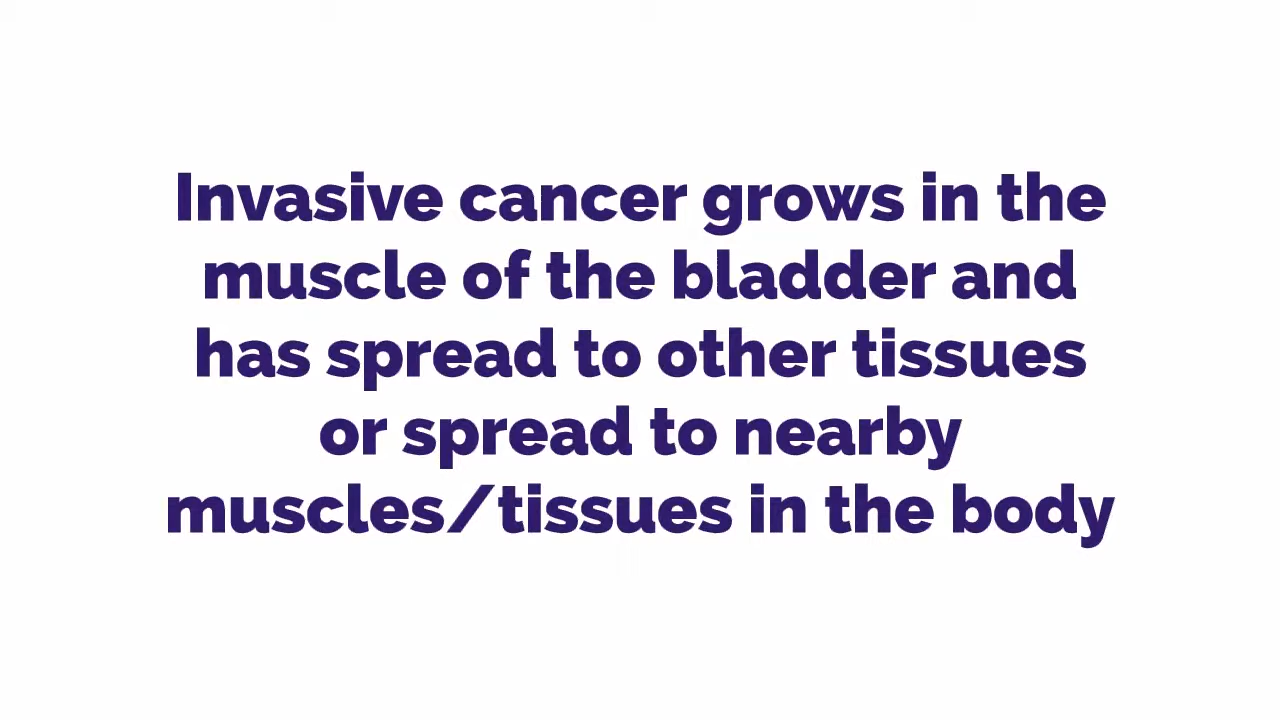 Invasive cancer grows in the
muscle of the bladder and
has spread to other tissues
or spread to nearby
muscles/tissues in the body